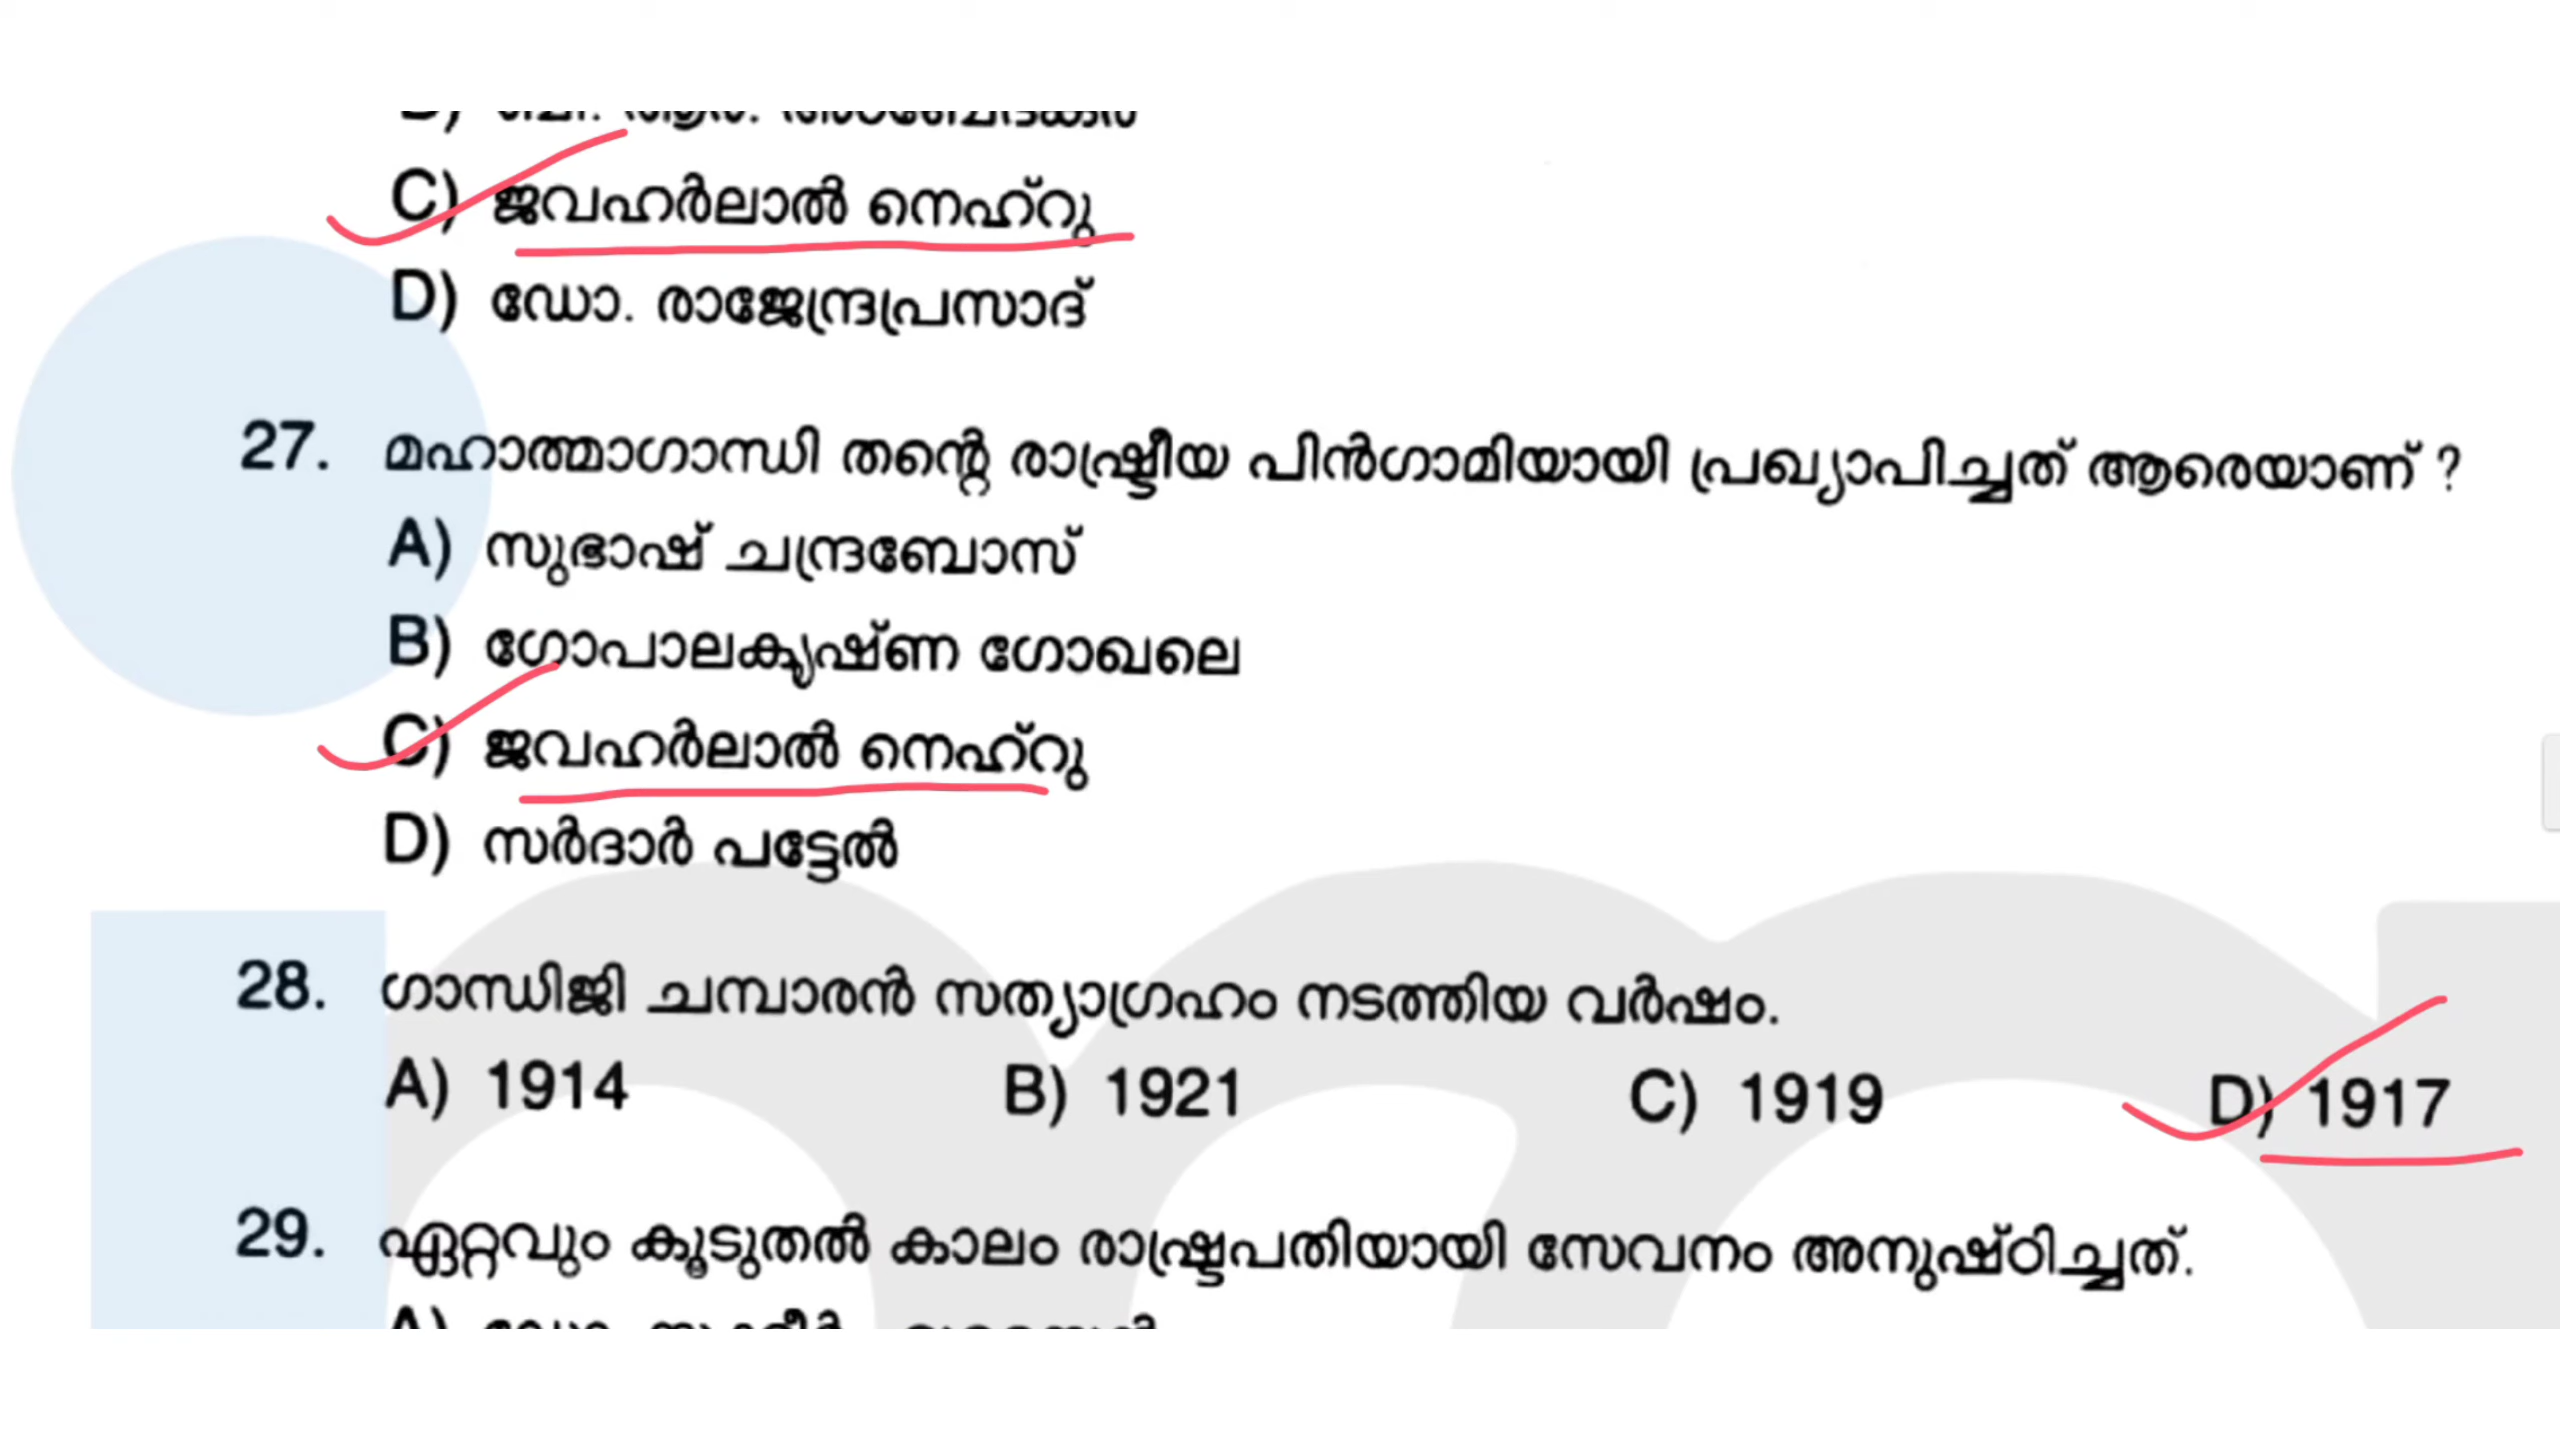 C) ജവഹർലാൽ നെഹ്റു
D) ഡോ. രാജേന്ദ്രപ്രസാദ്
27. മഹാത്മാഗാന്ധി തന്റെ രാഷ്ട്രീയ പിൻഗാമിയായി പ്രഖ്യാപിച്ചത് ആരെയാണ് ?
A) സുഭാഷ് ചന്ദ്രബോസ്
B) ഗോപാലകൃഷ്ണ ഗോഖലെ
C) ജവഹർലാൽ നെഹ്റു
D) സർദാർ പട്ടേൽ
28. ഗാന്ധിജി ചമ്പാരൻ സത്യാഗ്രഹം നടത്തിയ വർഷം.
A) 1914 B) 1921 C) 1919 D) 1917
29. ഏറ്റവും കൂടുതൽ കാലം രാഷ്ട്രപതിയായി സേവനം അനുഷ്ഠിച്ചത്.